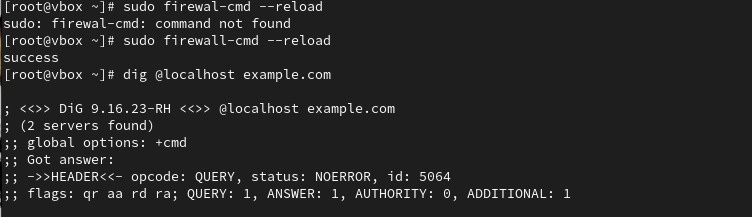 [root@vbox ~]# sudo firewal-cmd --reload
sudo: firewal-cmd: command not found
[root@vbox ~]# sudo firewall-cmd --reload
success
[root@vbox ~]# dig @localhost example.com
; <<>> DiG 9.16.23-RH <<>> @localhost example.com
; (2 servers found)
;; global options: +cmd
;; Got answer:
;; ->>HEADER<<- opcode: QUERY, status: NOERROR, id: 5064
;; flags: qr aa rd ra; QUERY: 1, ANSWER: 1, AUTHORITY: 0, ADDITIONAL: 1